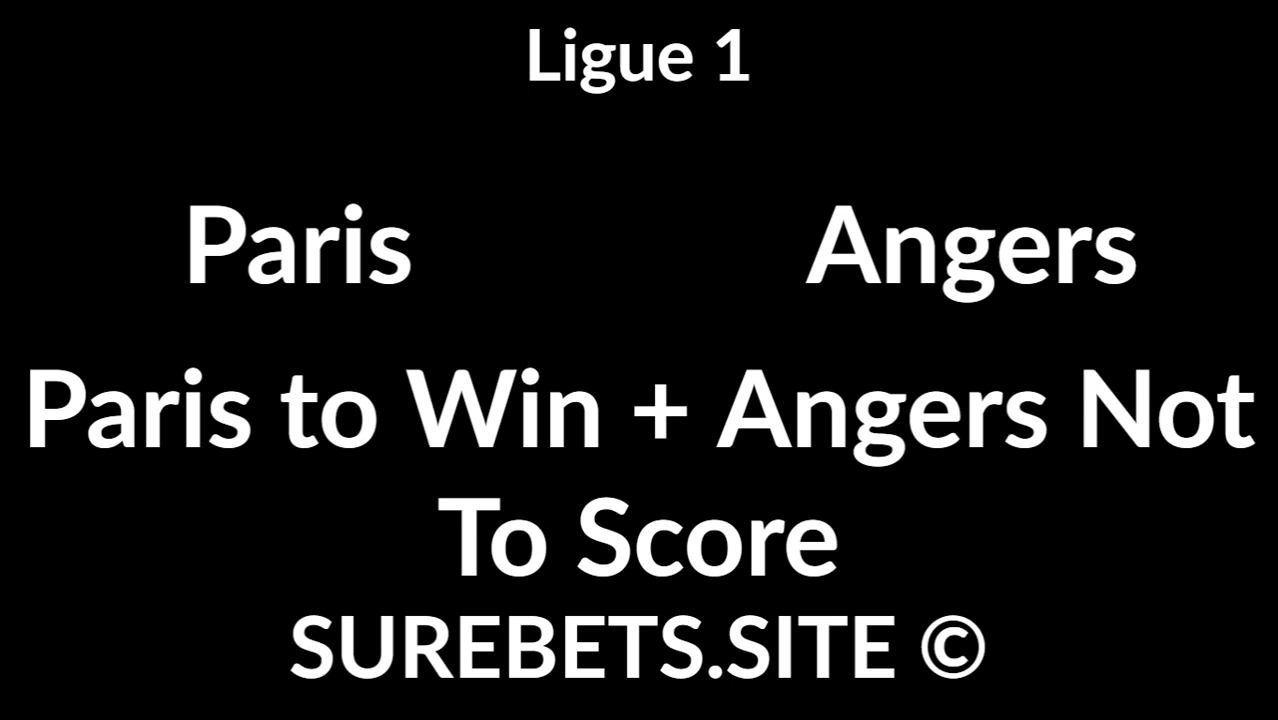 Ligue 1
Paris Angers
Paris to Win + Angers Not
To Score
SUREBETS.SITE ©